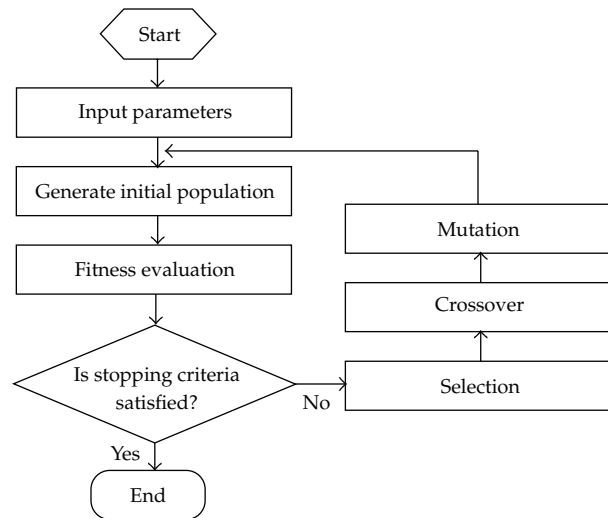 Start
Input parameters
Generate initial population
Fitness evaluation
Is stopping criteria
satisfied?
Yes
End
No
Selection
Crossover
Mutation